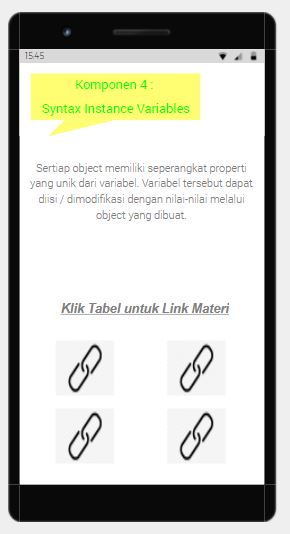 15.45
Komponen 4 :
Syntax Instance Variables
Sertiap object memiliki seperangkat properti
yang unik dari variabel. Variabel tersebut dapat
diisi / dimodifikasi dengan nilai-nilai melalui
object yang dibuat.
Klik Tabel untuk Link Materi